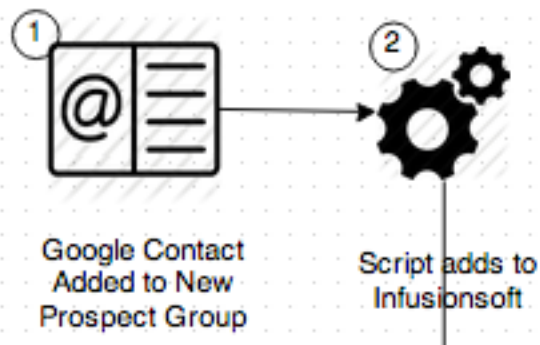 1
2
@
Google Contact
Added to New
Prospect Group
Script adds to
Infusionsoft